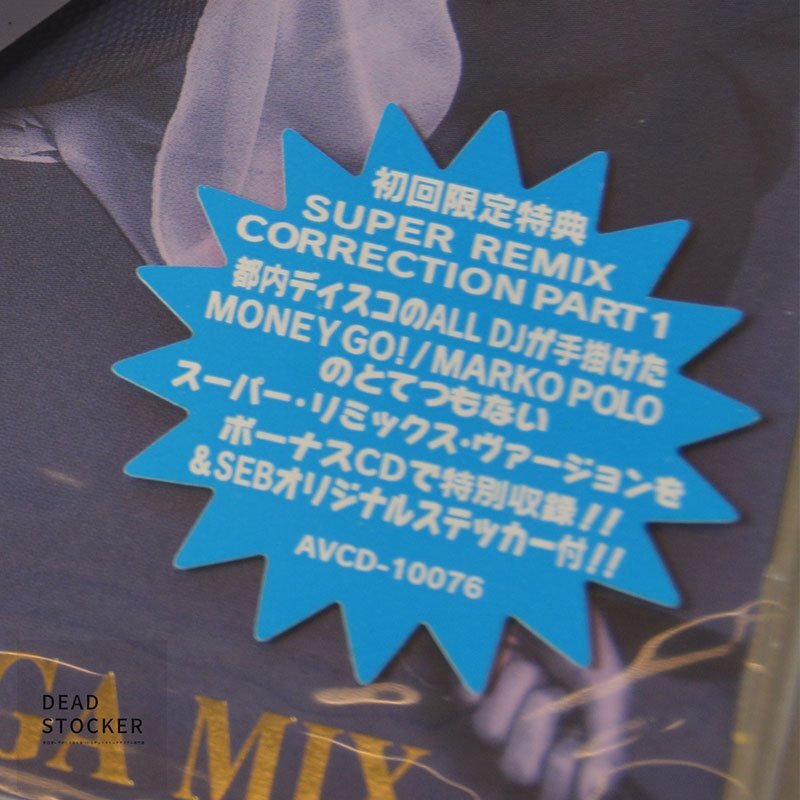 初回限定特典
SUPER REMIX
CORRECTION PART 1
都内ディスコのALL DJが手掛けた
MONEY GO!/MARKO POLO
のとてつもない
スーパー・リミックス・ヴァージョンを
ボーナスCDで特別収録!!
&SEBオリジナルステッカー付!!
AVCD-10076
GA MIX
DEAD
STOCKER